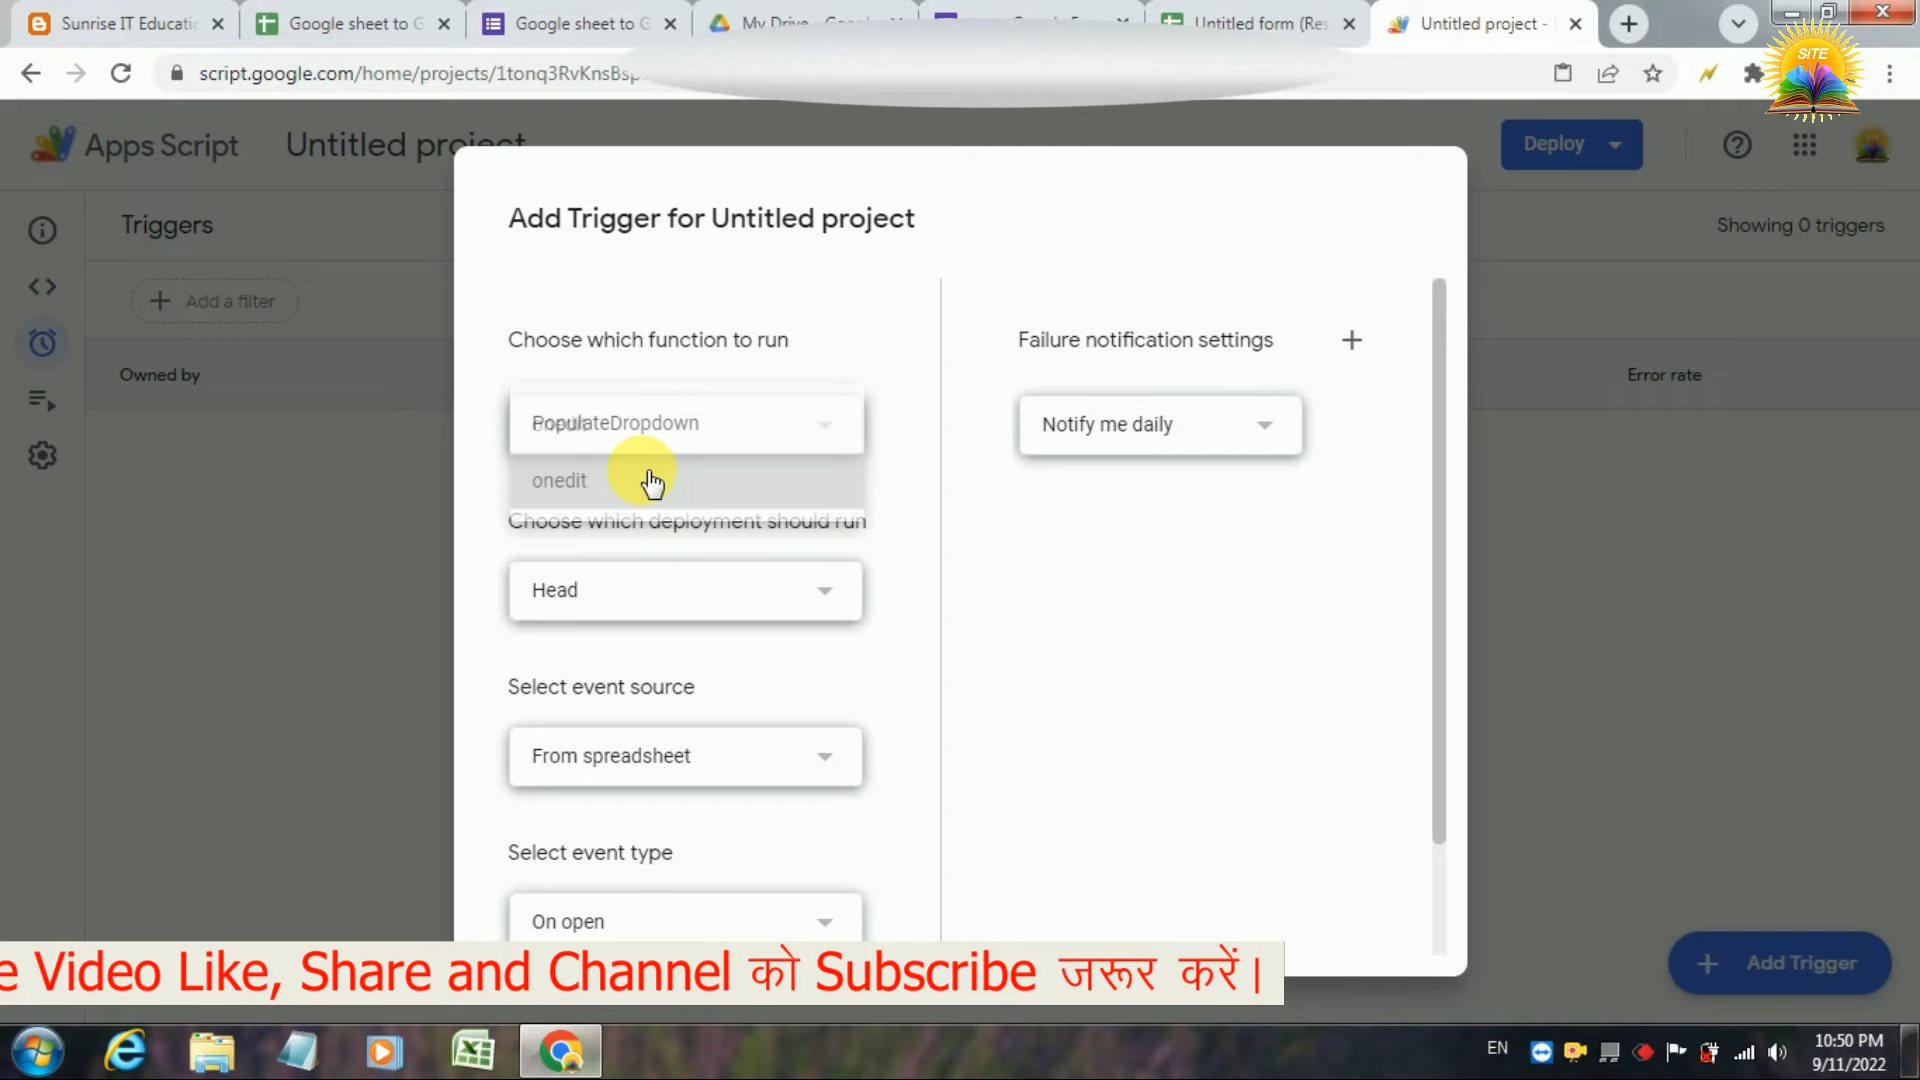 Sunrise IT Educatic
Google sheet to G
Google sheet to G
My Drive
Untitled form (Res
Untitled project -
script.google.com/home/projects/1tonq3RvKnsBsp
SITE
Apps Script
Untitled project
Deploy
Triggers
Showing 0 triggers
Add a filter
Owned by
Error rate
Add Trigger for Untitled project
Choose which function to run
Failure notification settings
PopulateDropdown
Notify me daily
onedit
Choose which deployment should run
Head
Select event source
From spreadsheet
Select event type
On open
Add Trigger
e Video Like, Share and Channel को Subscribe जरूर करें।
EN
10:50 PM
9/11/2022